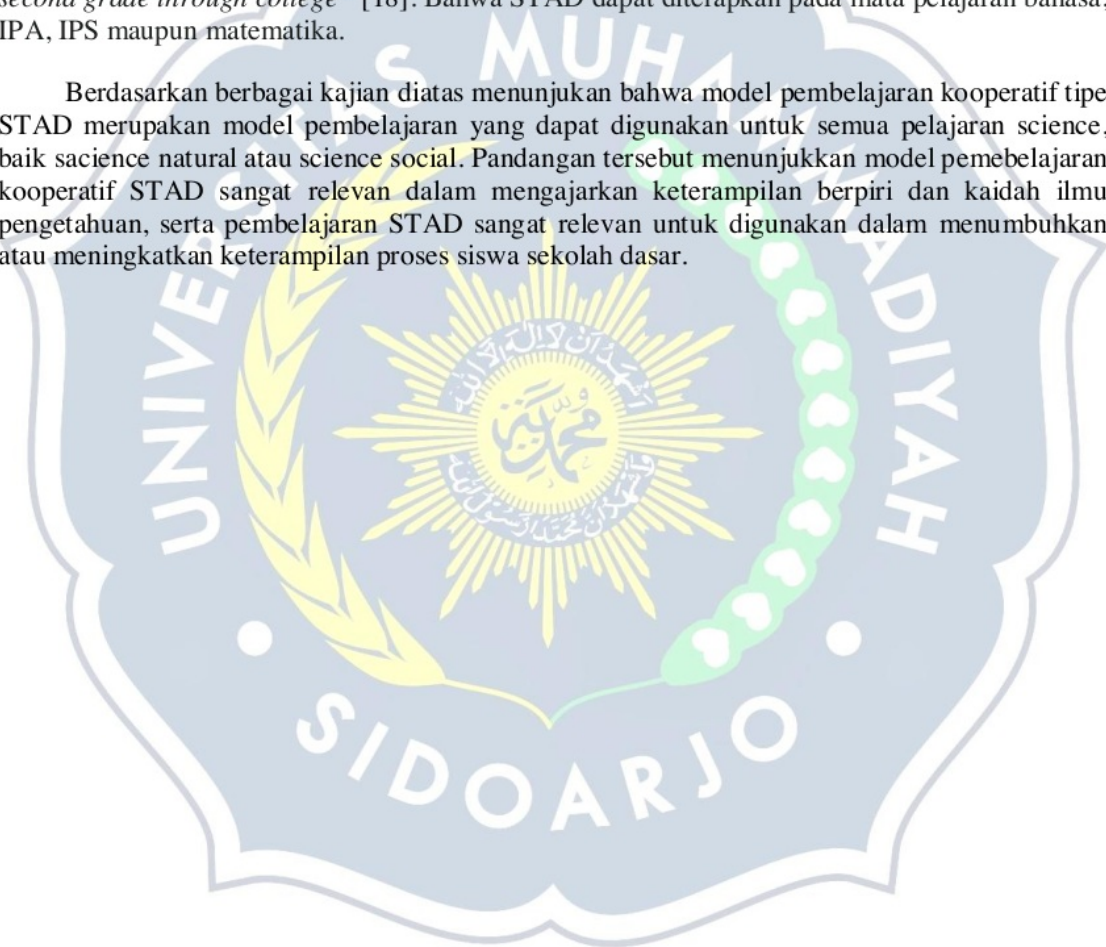 second grade through college" [18]. Bahwa STAD dapat diterapkan pada mata pelajaran bahasa,
IPA, IPS maupun matematika.
Berdasarkan berbagai kajian diatas menunjukan bahwa model pembelajaran kooperatif tipe
STAD merupakan model pembelajaran yang dapat digunakan untuk semua pelajaran science,
baik sacience natural atau science social. Pandangan tersebut menunjukkan model pemebelajaran
kooperatif STAD sangat relevan dalam mengajarkan keterampilan berpiri dan kaidah ilmu
pengetahuan, serta pembelajaran STAD sangat relevan untuk digunakan dalam menumbuhkan
atau meningkatkan keterampilan proses siswa sekolah dasar.
UNIVERSITAS MUHAMMADIYAH
SIDOARJO
محمدية